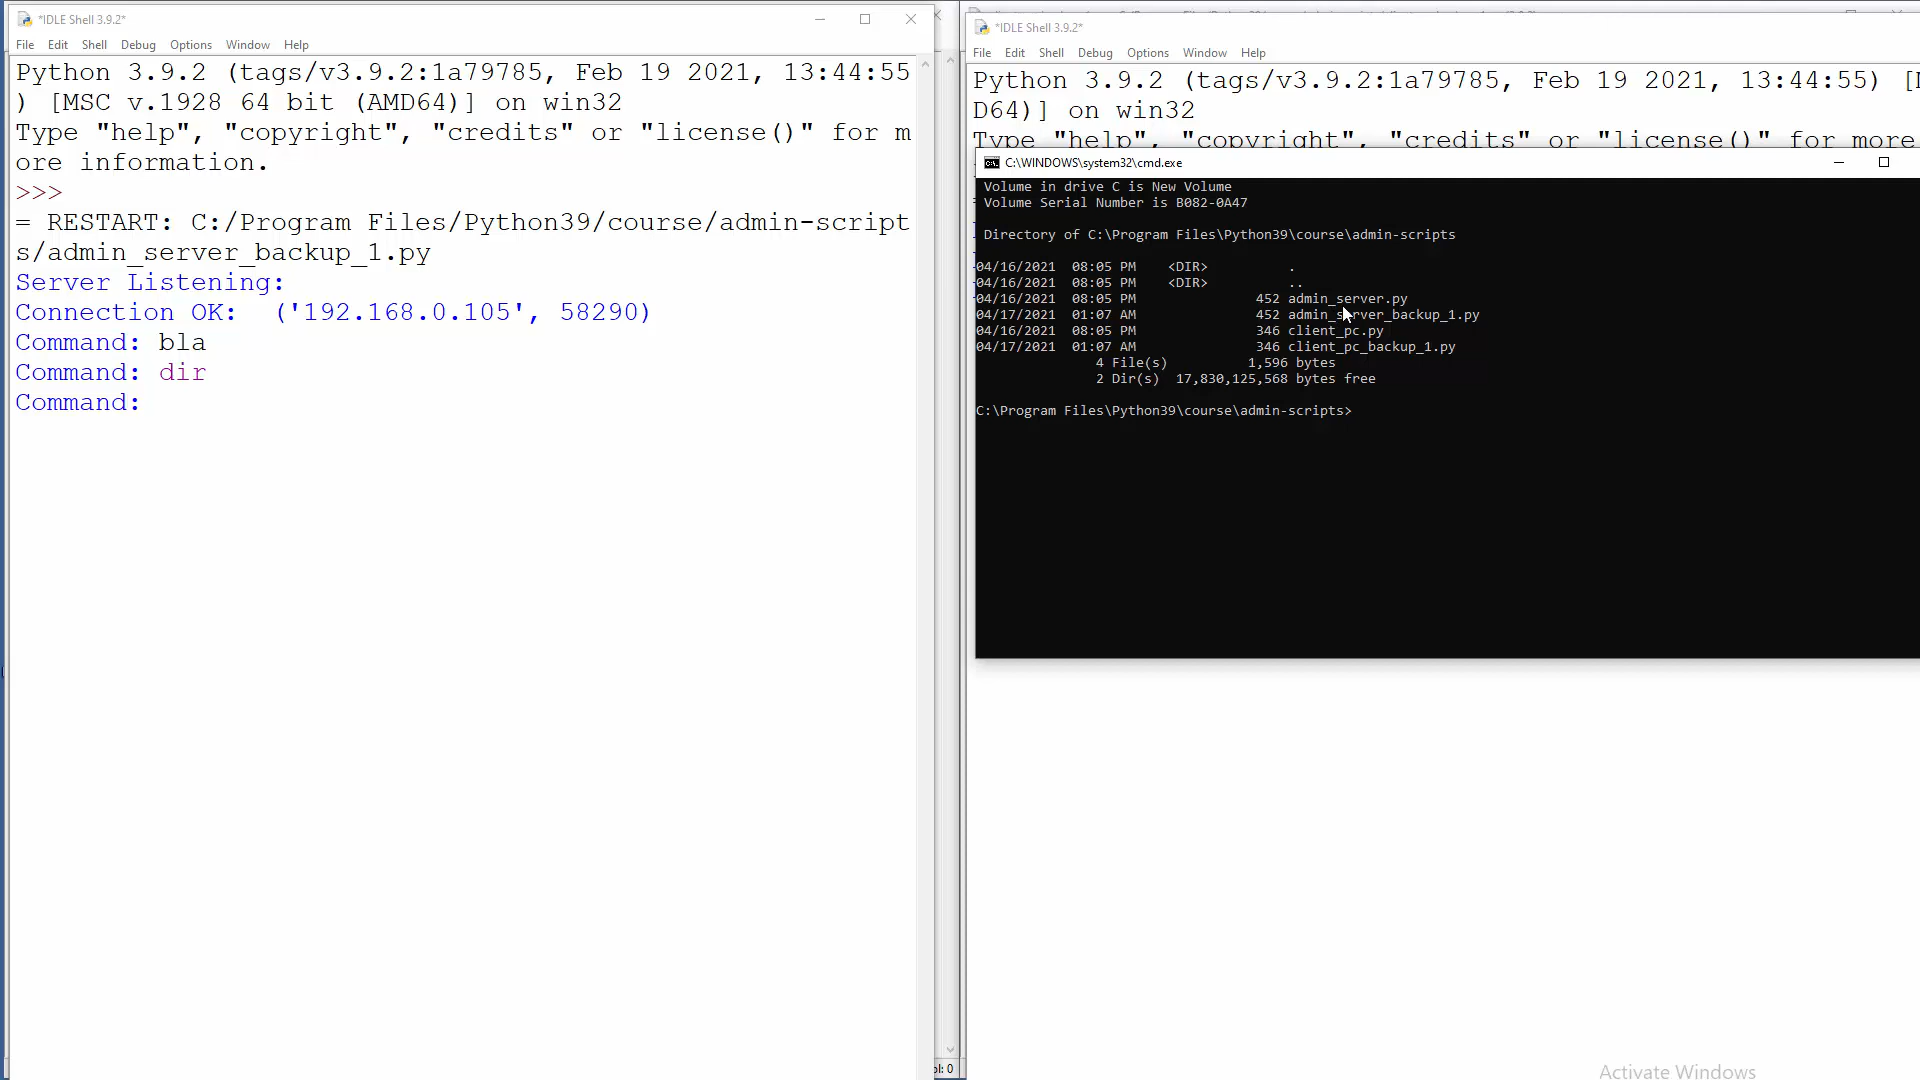 *IDLE Shell 3.9.2*
File Edit Shell Debug Options Window Help
Python 3.9.2 (tags/v3.9.2:1a79785, Feb 19 2021, 13:44:55
) [MSC v.1928 64 bit (AMD64)] on win32
Type "help", "copyright", "credits" or "license()" for m
ore information.
>>>
= RESTART: C:/Program Files/Python39/course/admin-script
s/admin_server_backup_1.py
Server Listening:
Connection OK:  ('192.168.0.105', 58290)
Command: bla
Command: dir
Command:
*IDLE Shell 3.9.2*
File Edit Shell Debug Options Window Help
Python 3.9.2 (tags/v3.9.2:1a79785, Feb 19 2021, 13:44:55) [
D64)] on win32
Type "help", "copyright", "credits" or "license()" for more
C:\WINDOWS\system32\cmd.exe
Volume in drive C is New Volume
Volume Serial Number is B082-0A47
Directory of C:\Program Files\Python39\course\admin-scripts
04/16/2021  08:05 PM    <DIR>          .
04/16/2021  08:05 PM    <DIR>          ..
04/16/2021  08:05 PM               452 admin_server.py
04/17/2021  01:07 AM               452 admin_server_backup_1.py
04/16/2021  08:05 PM               346 client_pc.py
04/17/2021  01:07 AM               346 client_pc_backup_1.py
4 File(s)          1,596 bytes
2 Dir(s)  17,830,125,568 bytes free
C:\Program Files\Python39\course\admin-scripts>
ol: 0
Activate Windows